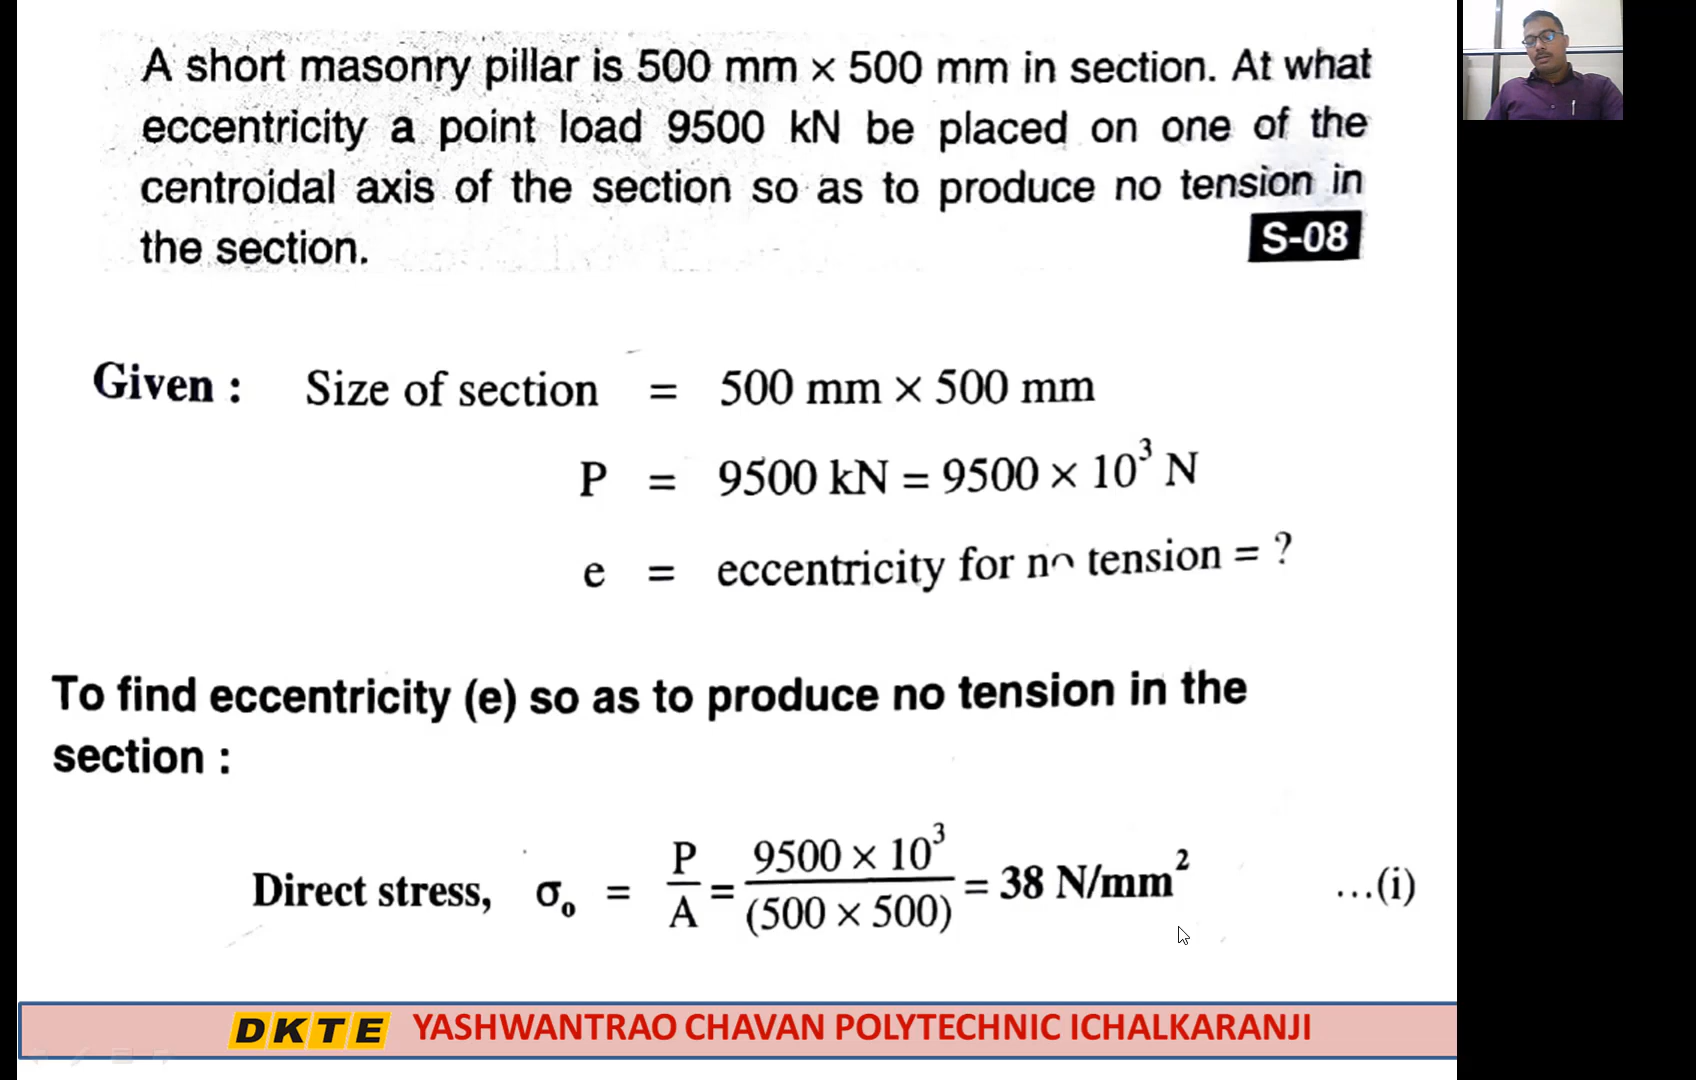 A short masonry pillar is 500 mm × 500 mm in section. At what
eccentricity a point load 9500 kN be placed on one of the
centroidal axis of the section so as to produce no tension in
the section.
S-08
Given : Size of section = 500 mm × 500 mm
P = 9500 kN = 9500 × 10³ N
e = eccentricity for no tension = ?
To find eccentricity (e) so as to produce no tension in the
section :
Direct stress, σ₀ = P/A = 9500 × 10³/(500 × 500) = 38 N/mm² ...(i)
DKTE YASHWANTRAO CHAVAN POLYTECHNIC ICHALKARANJI